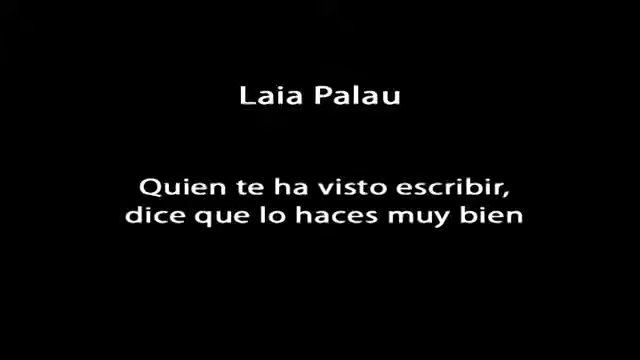 Laia Palau
Quien te ha visto escribir,
dice que lo haces muy bien